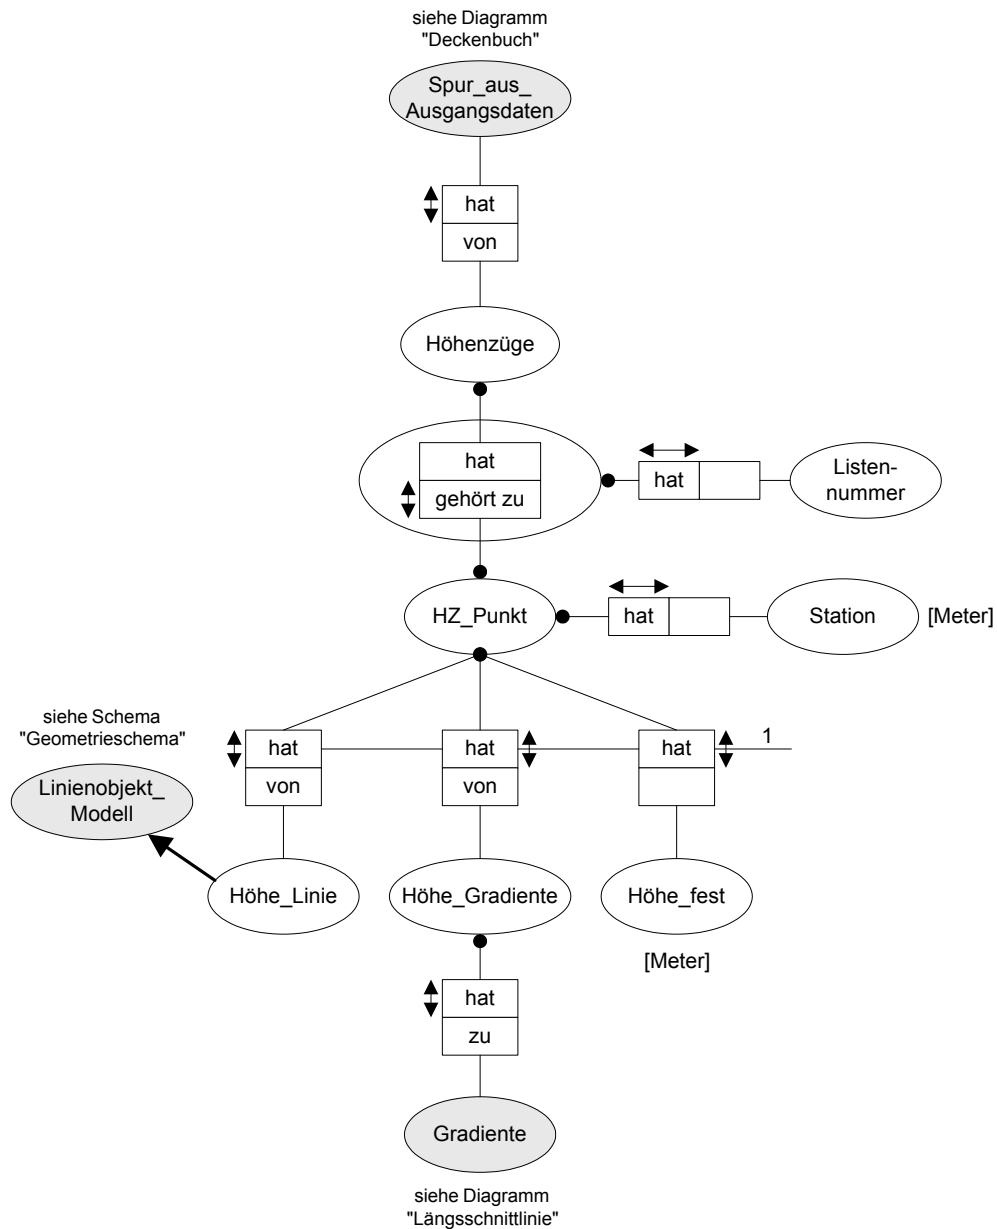 siehe Diagramm
"Deckenbuch"
Spur_aus_
Ausgangsdaten
hat
von
Höhenzüge
hat
gehört zu
hat
Listen-
nummer
HZ_Punkt
hat
Station
[Meter]
siehe Schema
"Geometrieschema"
Linienobjekt_
Modell
hat
von
hat
von
hat
1
Höhe_Linie
Höhe_Gradiente
Höhe_fest
[Meter]
hat
zu
Gradiente
siehe Diagramm
"Längsschnittlinie"